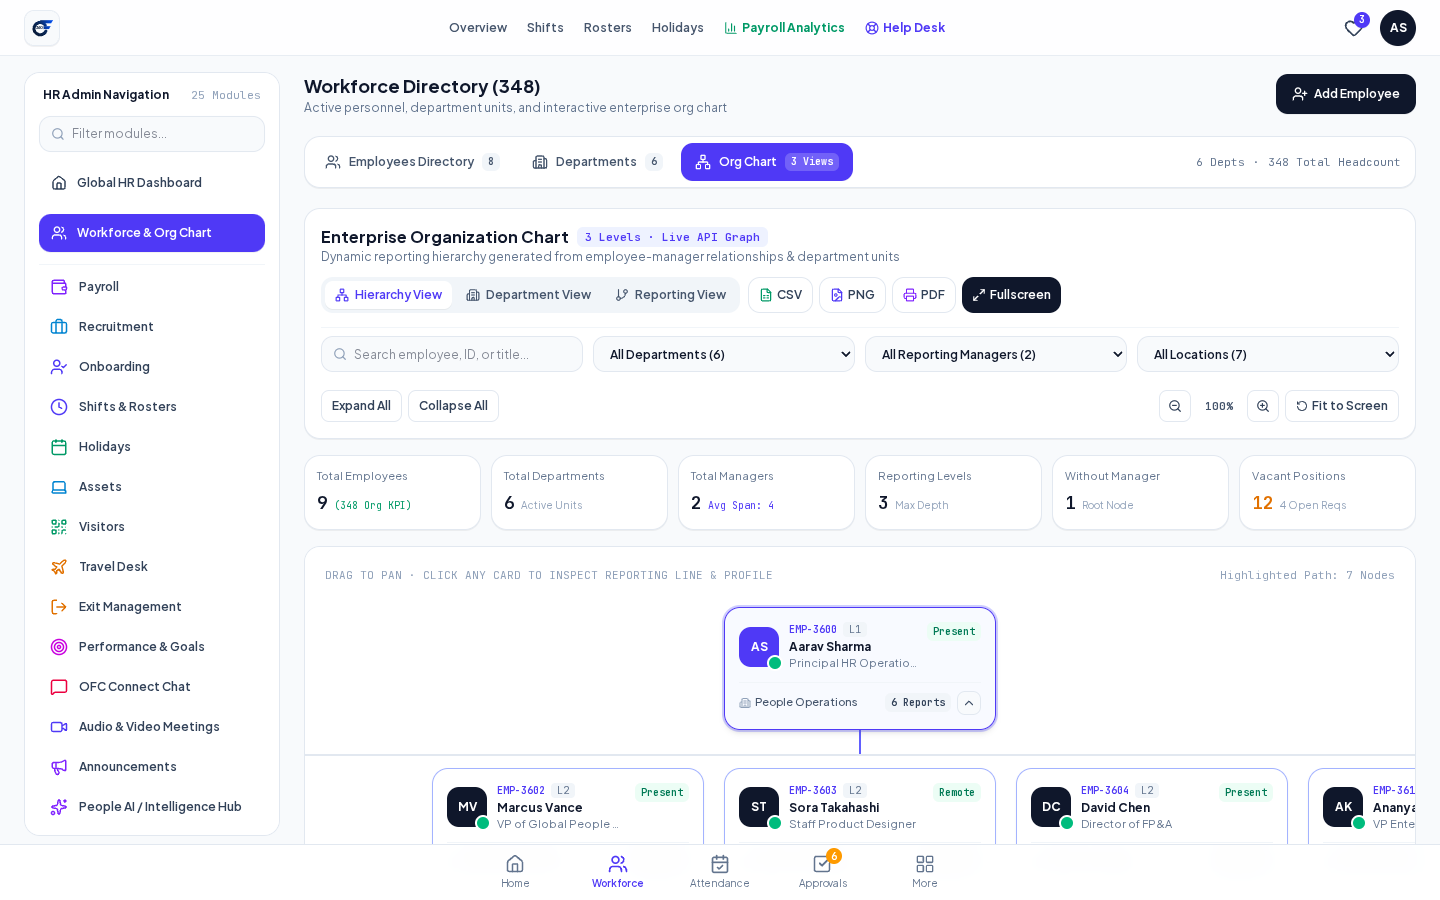 Overview Shifts Rosters Holidays Payroll Analytics Help Desk 3 AS
HR Admin Navigation 25 Modules
Filter modules...
Global HR Dashboard
Workforce & Org Chart
Payroll
Recruitment
Onboarding
Shifts & Rosters
Holidays
Assets
Visitors
Travel Desk
Exit Management
Performance & Goals
OFC Connect Chat
Audio & Video Meetings
Announcements
People AI / Intelligence Hub
Workforce Directory (348)
Active personnel, department units, and interactive enterprise org chart
Add Employee
Employees Directory 8 Departments 6 Org Chart 3 Views 6 Depts · 348 Total Headcount
Enterprise Organization Chart 3 Levels · Live API Graph
Dynamic reporting hierarchy generated from employee-manager relationships & department units
Hierarchy View Department View Reporting View CSV PNG PDF Fullscreen
Search employee, ID, or title... All Departments (6) All Reporting Managers (2) All Locations (7)
Expand All Collapse All 100% Fit to Screen
Total Employees
9 (348 Org KPI)
Total Departments
6 Active Units
Total Managers
2 Avg Span: 4
Reporting Levels
3 Max Depth
Without Manager
1 Root Node
Vacant Positions
12 4 Open Reqs
DRAG TO PAN · CLICK ANY CARD TO INSPECT REPORTING LINE & PROFILE Highlighted Path: 7 Nodes
AS
EMP-3600 L1 Present
Aarav Sharma
Principal HR Operatio...
People Operations 6 Reports
MV
EMP-3602 L2 Present
Marcus Vance
VP of Global People ...
ST
EMP-3603 L2 Remote
Sora Takahashi
Staff Product Designer
DC
EMP-3604 L2 Present
David Chen
Director of FP&A
AK
EMP-361
Ananya
VP Ente
Home Workforce Attendance 6 Approvals More